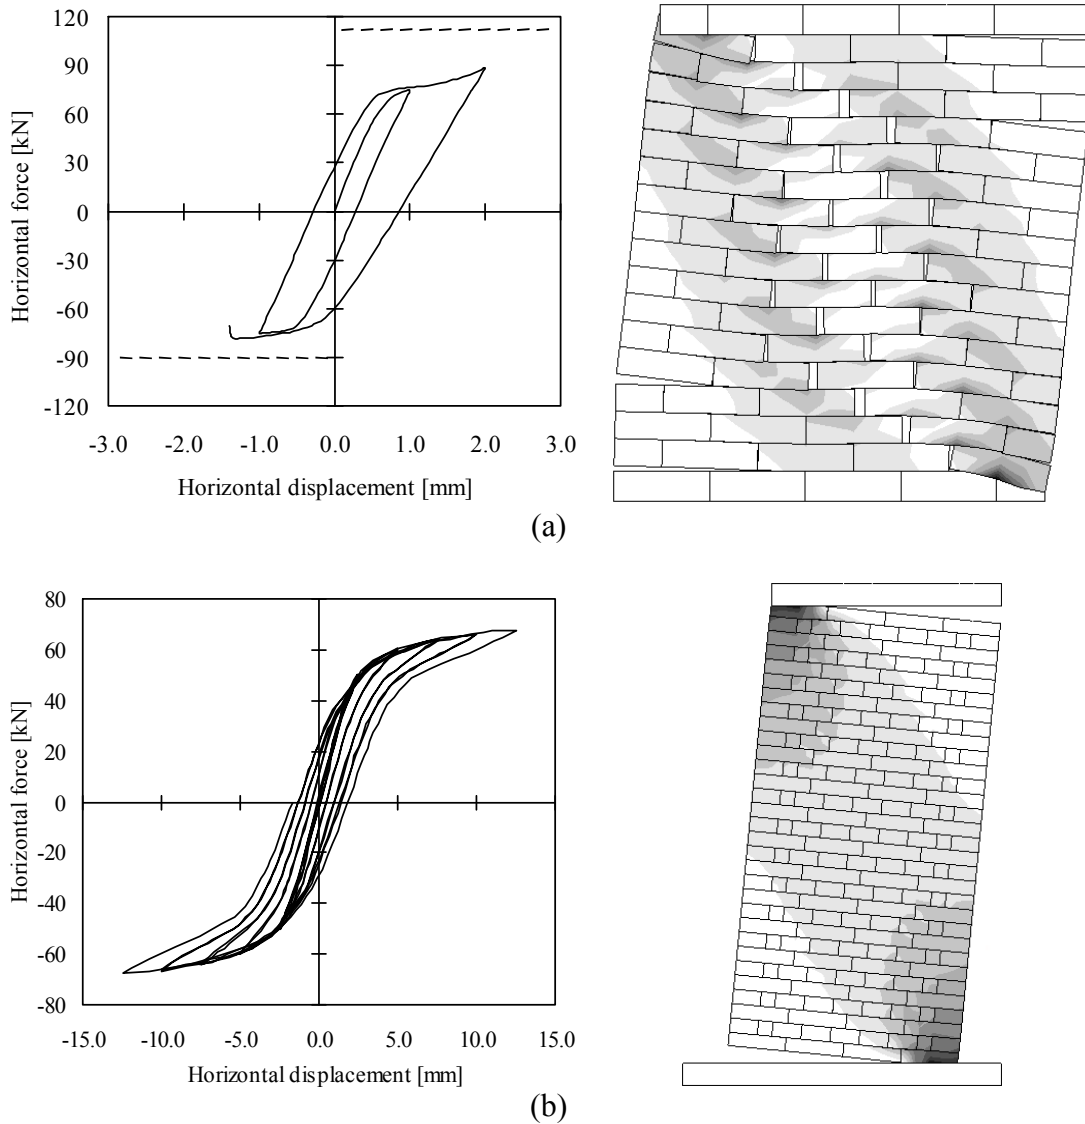 120
90
60
30
0
-30
-60
-90
-120
Horizontal force [kN]
-3.0 -2.0 -1.0 0.0 1.0 2.0 3.0
Horizontal displacement [mm]
(a)
80
60
40
20
0
-20
-40
-60
-80
Horizontal force [kN]
-15.0 -10.0 -5.0 0.0 5.0 10.0 15.0
Horizontal displacement [mm]
(b)